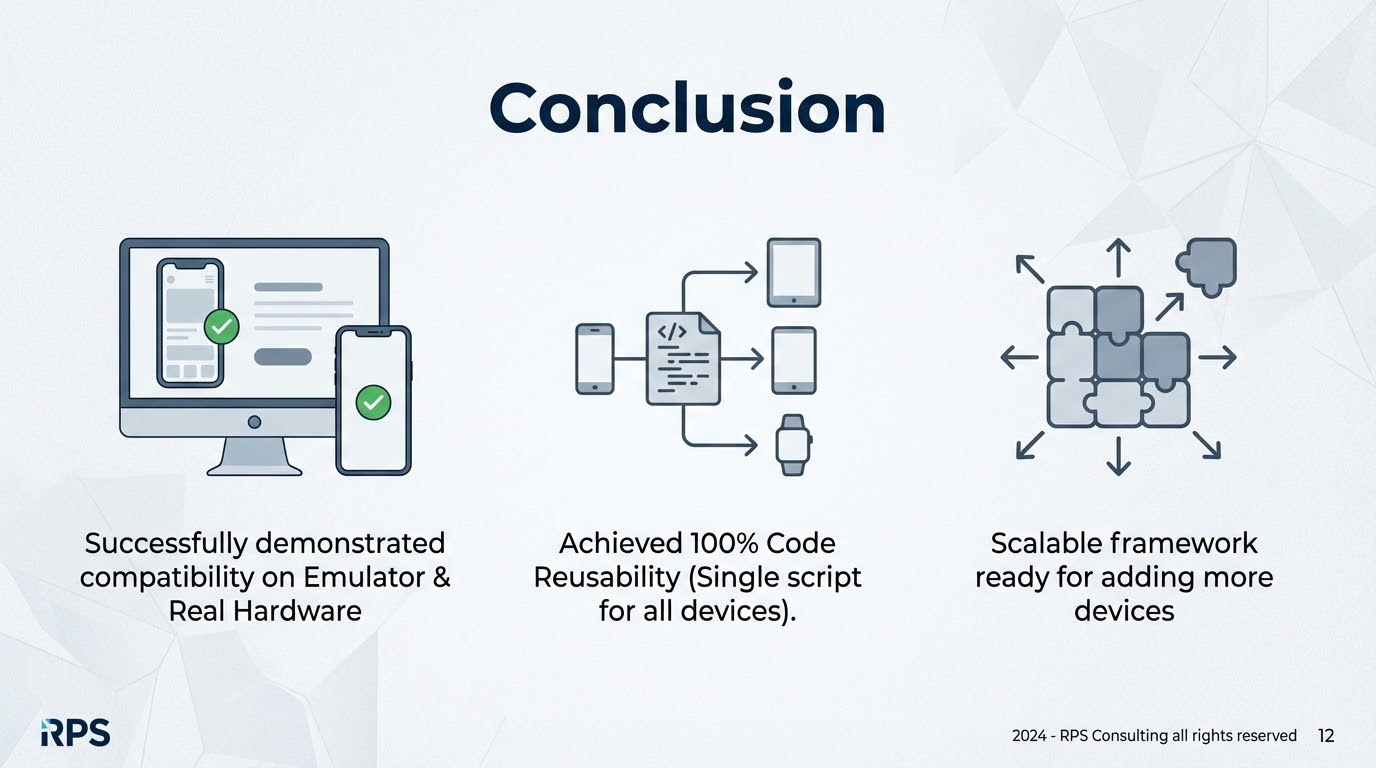 Conclusion
</>
Successfully demonstrated
compatibility on Emulator &
Real Hardware
Achieved 100% Code
Reusability (Single script
for all devices).
Scalable framework
ready for adding more
devices
RPS
2024 - RPS Consulting all rights reserved 12